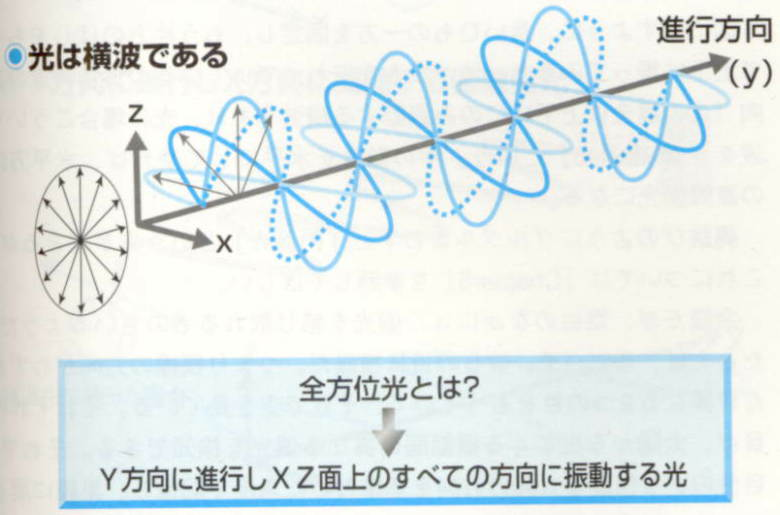 光は横波である
進行方向
(y)
z
x
全方位光とは?
Y方向に進行しXZ面上のすべての方向に振動する光